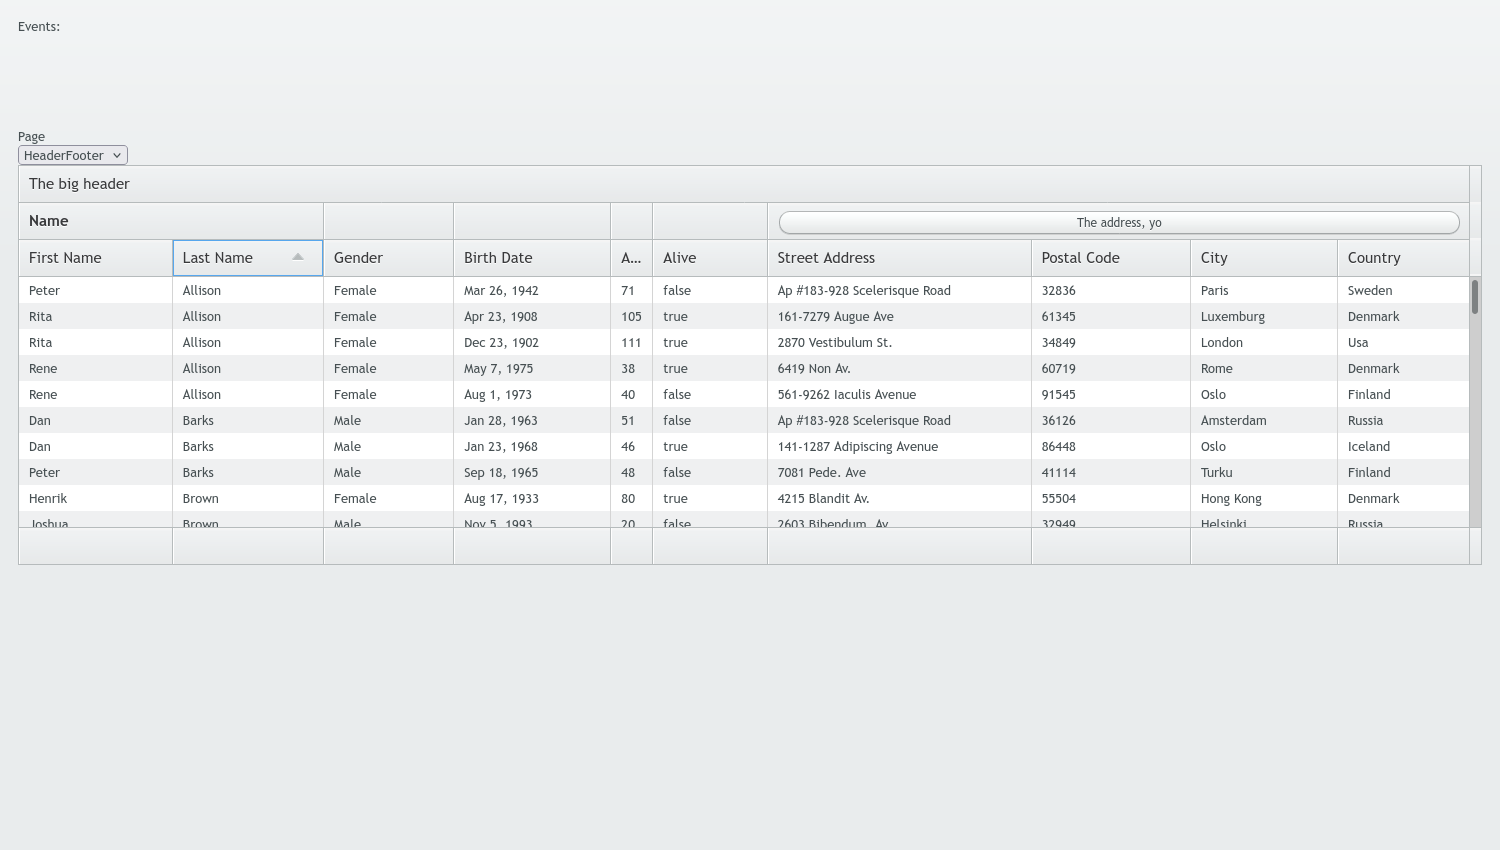 Events:
Page
HeaderFooter
The big header
Name The address, yo
First Name Last Name Gender Birth Date A... Alive Street Address Postal Code City Country
Peter Allison Female Mar 26, 1942 71 false Ap #183-928 Scelerisque Road 32836 Paris Sweden
Rita Allison Female Apr 23, 1908 105 true 161-7279 Augue Ave 61345 Luxemburg Denmark
Rita Allison Female Dec 23, 1902 111 true 2870 Vestibulum St. 34849 London Usa
Rene Allison Female May 7, 1975 38 true 6419 Non Av. 60719 Rome Denmark
Rene Allison Female Aug 1, 1973 40 false 561-9262 Iaculis Avenue 91545 Oslo Finland
Dan Barks Male Jan 28, 1963 51 false Ap #183-928 Scelerisque Road 36126 Amsterdam Russia
Dan Barks Male Jan 23, 1968 46 true 141-1287 Adipiscing Avenue 86448 Oslo Iceland
Peter Barks Male Sep 18, 1965 48 false 7081 Pede. Ave 41114 Turku Finland
Henrik Brown Female Aug 17, 1933 80 true 4215 Blandit Av. 55504 Hong Kong Denmark
Joshua Brown Male Nov 5, 1993 20 false 2603 Bibendum. Av 32949 Helsinki Russia